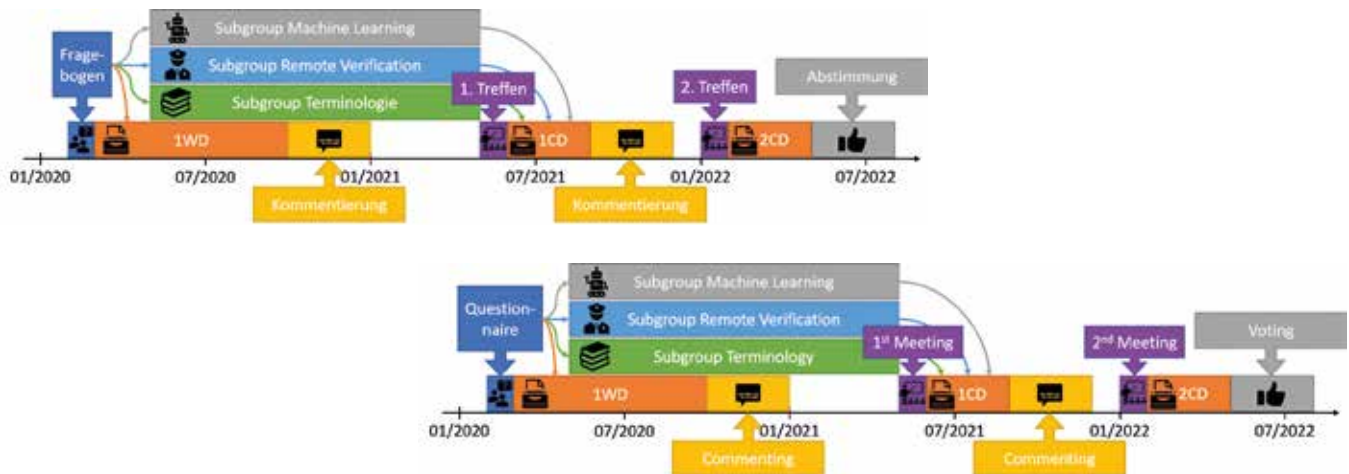 Subgroup Machine Learning
Frage-
bogen
Subgroup Remote Verification
1. Treffen
2. Treffen
Abstimmung
Subgroup Terminologie
1WD
1CD
2CD
01/2020
07/2020
01/2021
07/2021
01/2022
07/2022
Kommentierung
Kommentierung
Subgroup Machine Learning
Question-
naire
Subgroup Remote Verification
1st Meeting
2nd Meeting
Voting
Subgroup Terminology
1WD
1CD
2CD
01/2020
07/2020
01/2021
07/2021
01/2022
07/2022
Commenting
Commenting